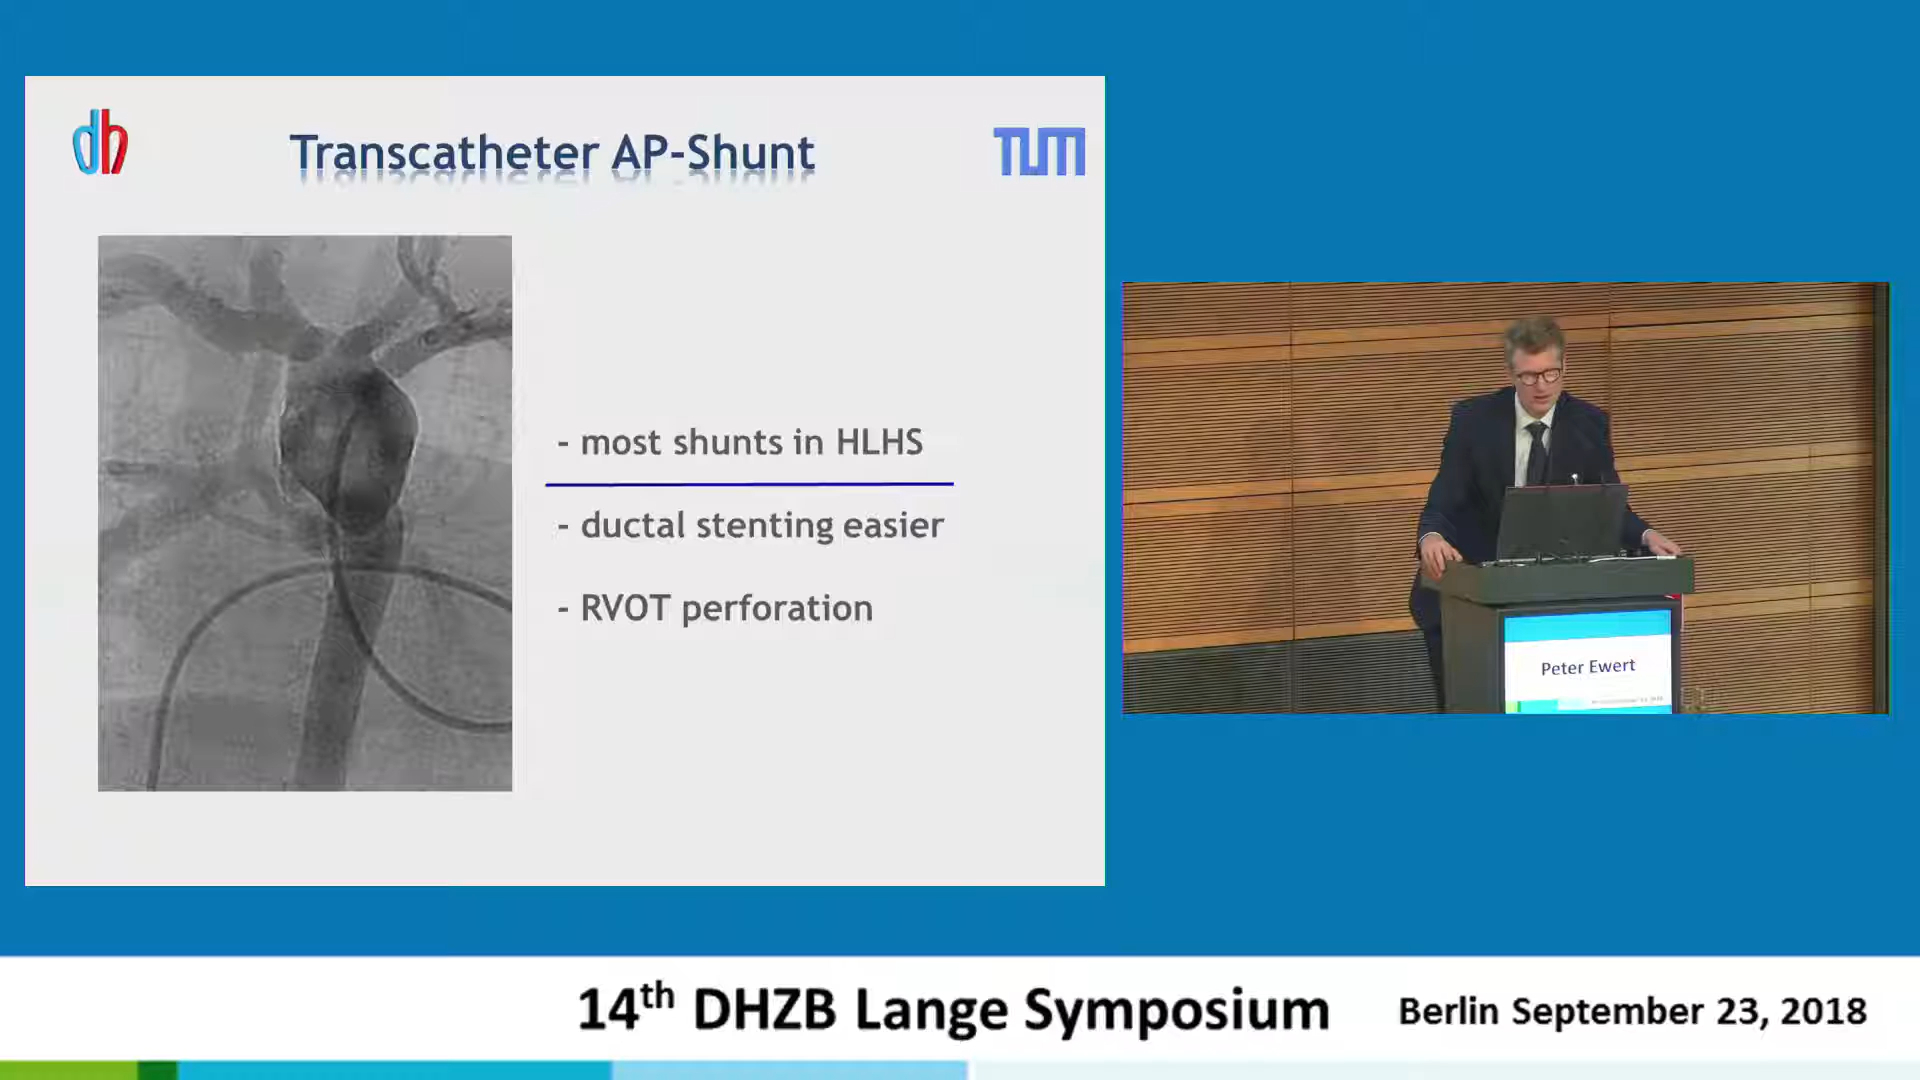 dh
Transcatheter AP-Shunt
TUM
- most shunts in HLHS
- ductal stenting easier
- RVOT perforation
Peter Ewert
14th DHZB Lange Symposium
Berlin September 23, 2018